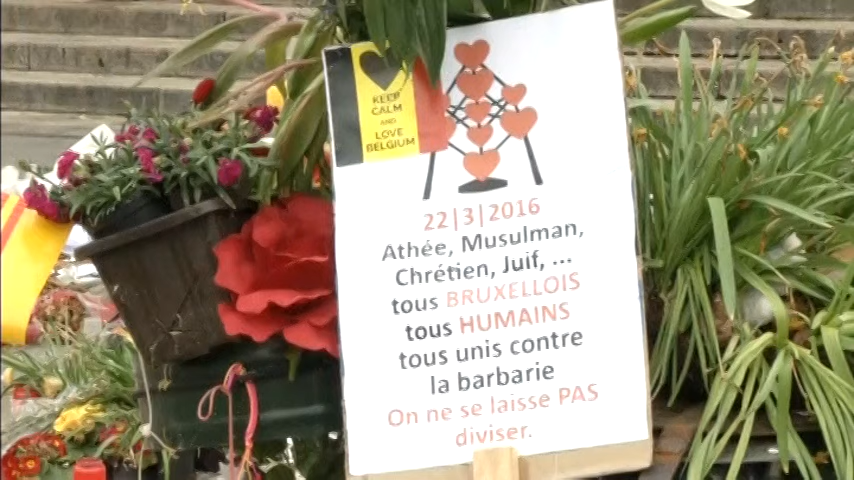 KEEP
CALM
AND
LOVE
BELGIUM
22|3|2016
Athée, Musulman,
Chrétien, Juif, ...
tous BRUXELLOIS
tous HUMAINS
tous unis contre
la barbarie
On ne se laisse PAS
diviser.